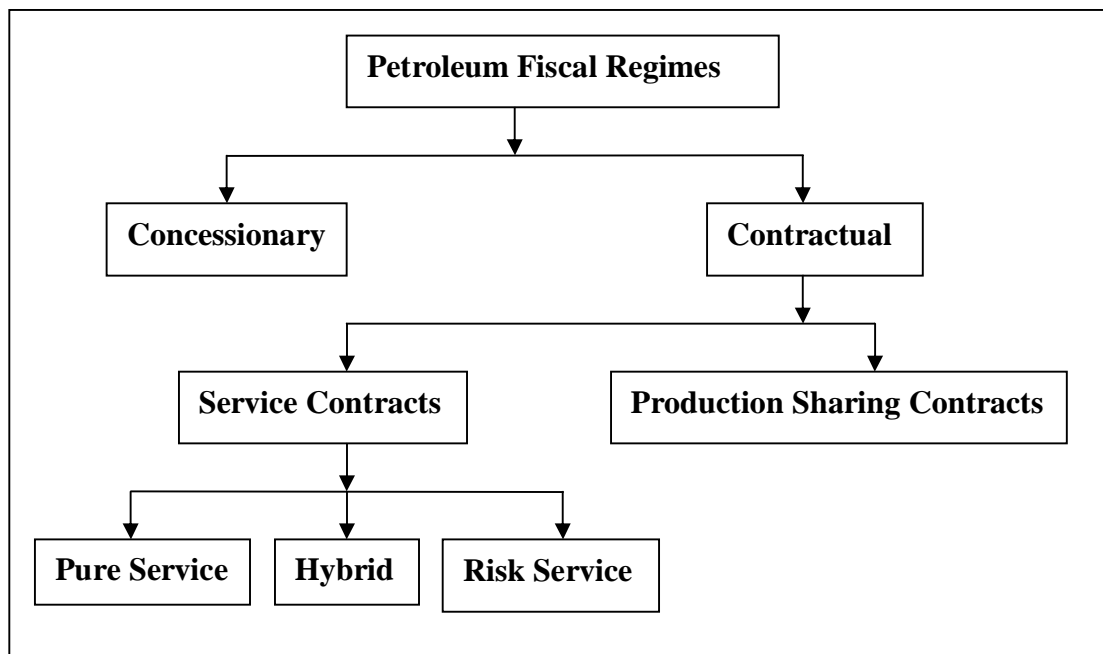 Petroleum Fiscal Regimes
Concessionary
Contractual
Service Contracts
Production Sharing Contracts
Pure Service
Hybrid
Risk Service